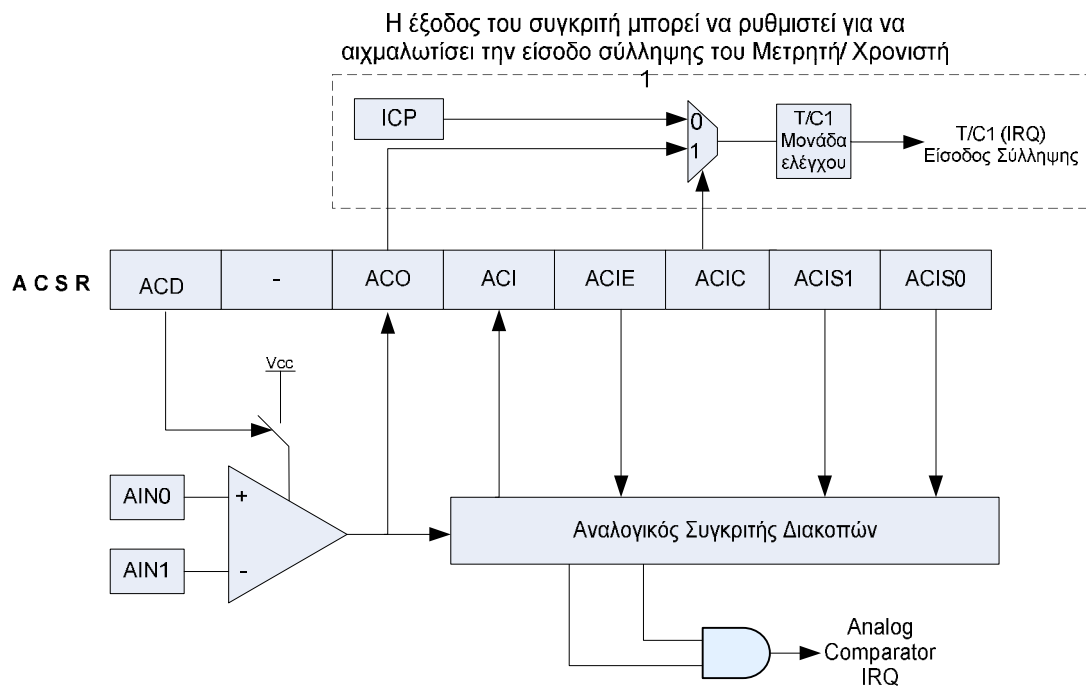 Η έξοδος του συγκριτή μπορεί να ρυθμιστεί για να
αιχμαλωτίσει την είσοδο σύλληψης του Μετρητή/ Χρονιστή
1
ICP
0
1
T/C1
Μονάδα
ελέγχου
T/C1 (IRQ)
Είσοδος Σύλληψης
A C S R
ACD
-
ACO
ACI
ACIE
ACIC
ACIS1
ACIS0
Vcc
AIN0
+
AIN1
-
Αναλογικός Συγκριτής Διακοπών
Analog
Comparator
IRQ